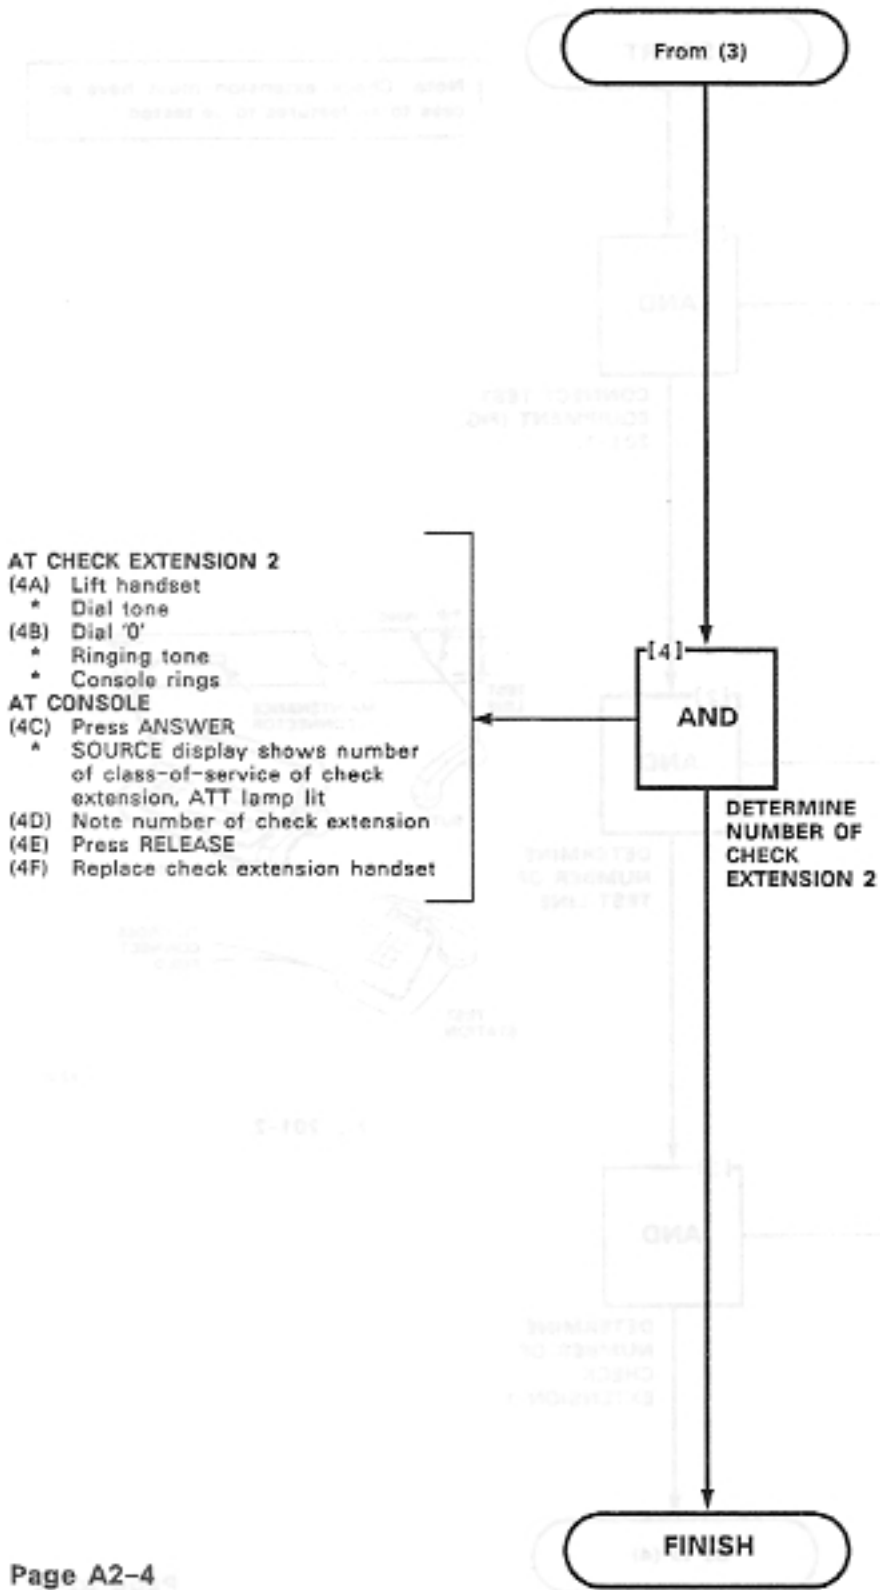 From (3)
AT CHECK EXTENSION 2
(4A) Lift handset
* Dial tone
(4B) Dial '0'
* Ringing tone
* Console rings
AT CONSOLE
(4C) Press ANSWER
* SOURCE display shows number
of class-of-service of check
extension, ATT lamp lit
(4D) Note number of check extension
(4E) Press RELEASE
(4F) Replace check extension handset
[4]
AND
DETERMINE
NUMBER OF
CHECK
EXTENSION 2
FINISH
Page A2-4